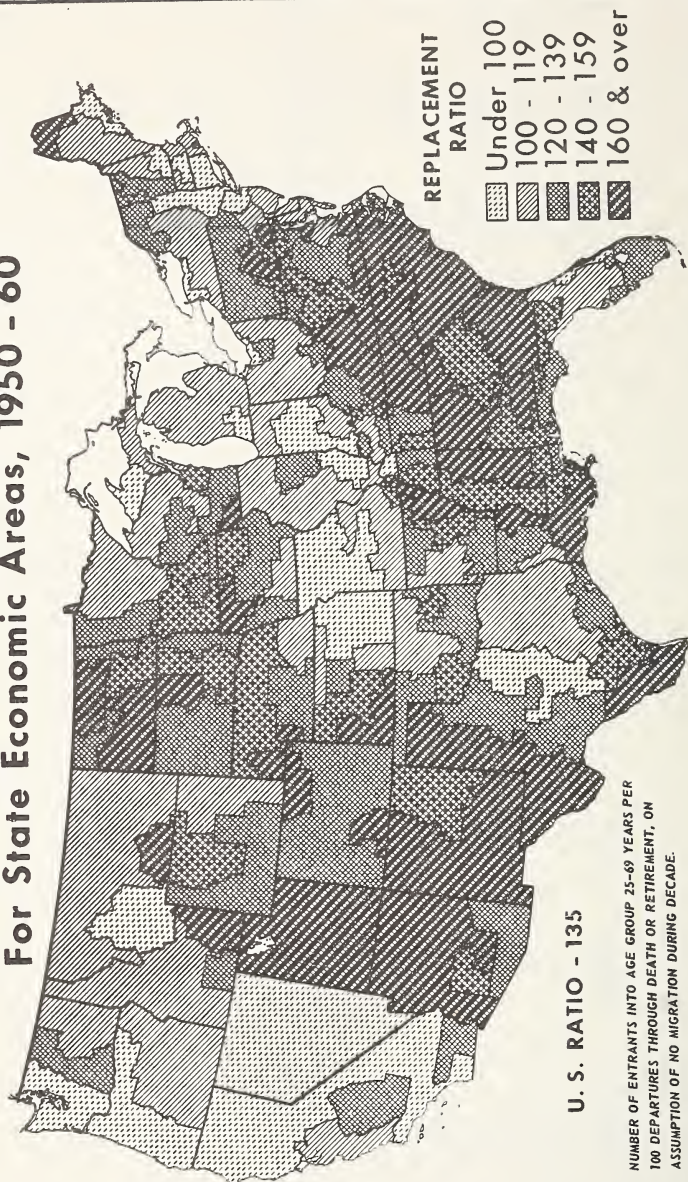 For State Economic Areas, 1950 - 60
REPLACEMENT
RATIO
Under 100
100 - 119
120 - 139
140 - 159
160 & over
U. S. RATIO - 135
NUMBER OF ENTRANTS INTO AGE GROUP 25-69 YEARS PER
100 DEPARTURES THROUGH DEATH OR RETIREMENT, ON
ASSUMPTION OF NO MIGRATION DURING DECADE.